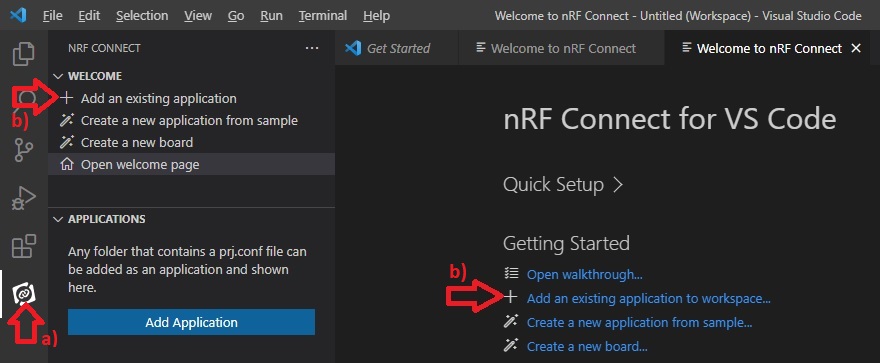 File Edit Selection View Go Run Terminal Help Welcome to nRF Connect - Untitled (Workspace) - Visual Studio Code
NRF CONNECT
WELCOME
Add an existing application
b)
Create a new application from sample
Create a new board
Open welcome page
APPLICATIONS
Any folder that contains a prj.conf file can
be added as an application and shown
here.
Add Application
a)
Get Started
Welcome to nRF Connect
Welcome to nRF Connect
nRF Connect for VS Code
Quick Setup
Getting Started
Open walkthrough...
b)
Add an existing application to workspace...
Create a new application from sample...
Create a new board...